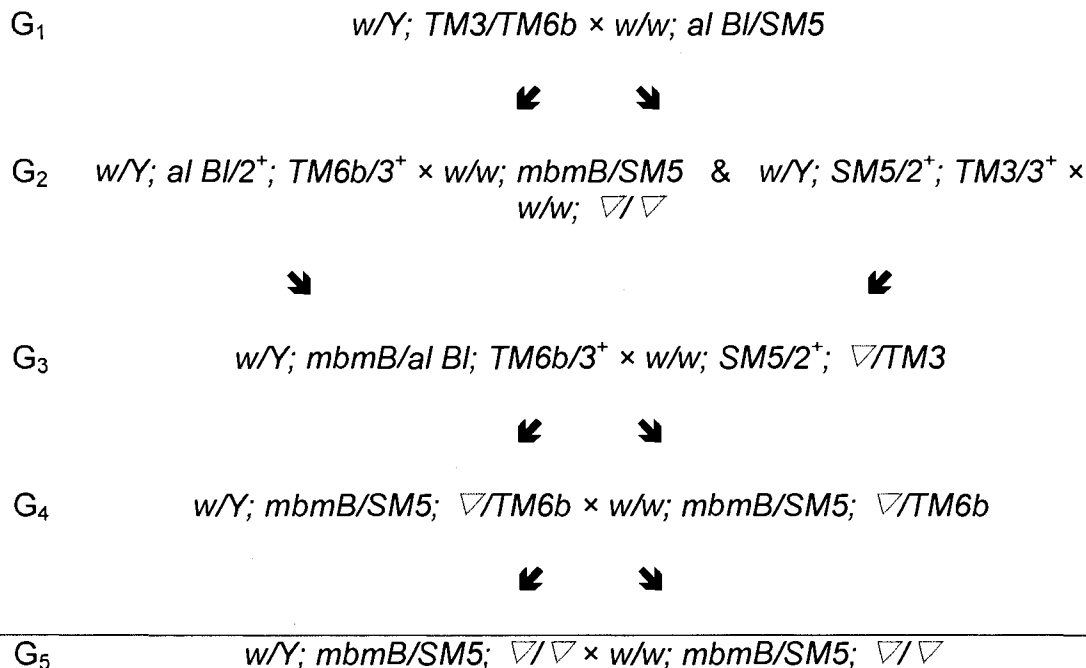 G₁ w/Y; TM3/TM6b × w/w; al Bl/SM5
G₂ w/Y; al Bl/2⁺; TM6b/3⁺ × w/w; mbmB/SM5 & w/Y; SM5/2⁺; TM3/3⁺ ×
w/w; ▽/ ▽
G₃ w/Y; mbmB/al Bl; TM6b/3⁺ × w/w; SM5/2⁺; ▽/TM3
G₄ w/Y; mbmB/SM5; ▽/TM6b × w/w; mbmB/SM5; ▽/TM6b
G₅ w/Y; mbmB/SM5; ▽/ ▽ × w/w; mbmB/SM5; ▽/ ▽